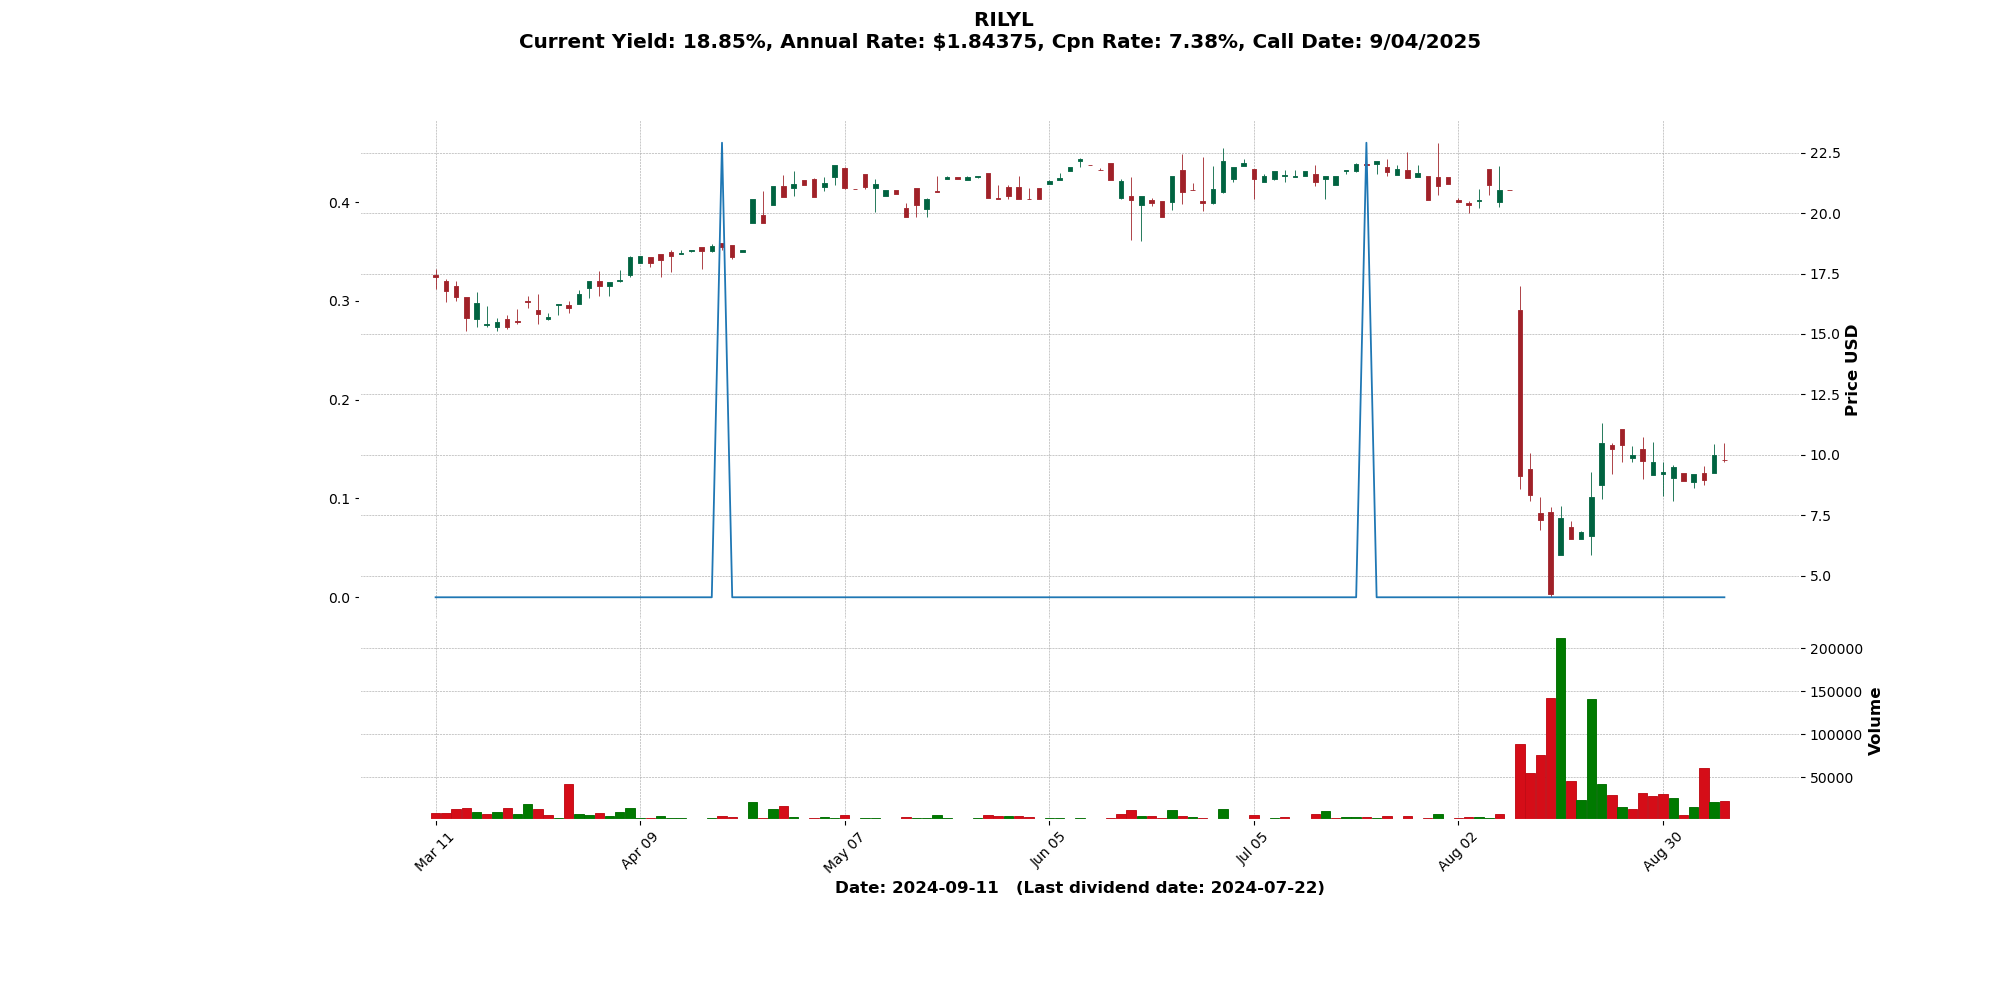 RILYL
Current Yield: 18.85%, Annual Rate: $1.84375, Cpn Rate: 7.38%, Call Date: 9/04/2025
22.5
0.4
20.0
17.5
0.3
15.0
Price USD
0.2
12.5
10.0
0.1
7.5
5.0
0.0
200000
150000
Volume
100000
50000
Mar 11
Apr 09
May 07
Jun 05
Jul 05
Aug 02
Aug 30
Date: 2024-09-11 (Last dividend date: 2024-07-22)